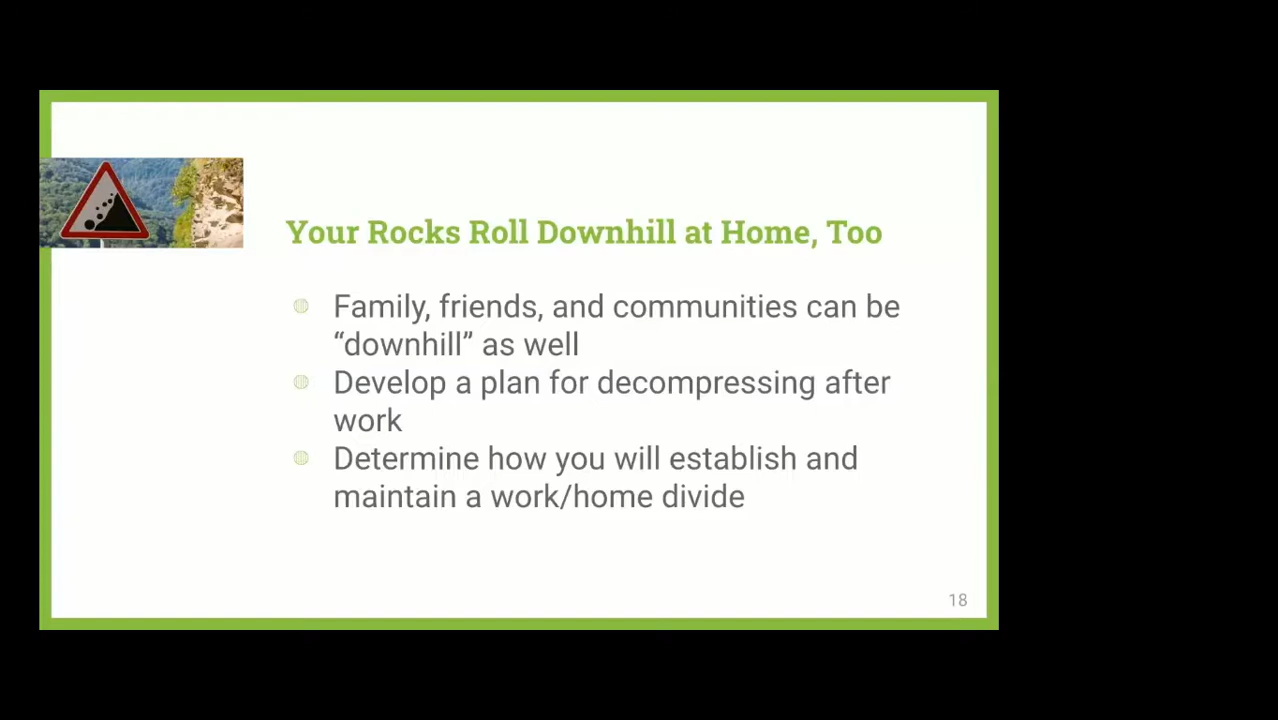 Your Rocks Roll Downhill at Home, Too
Family, friends, and communities can be
“downhill” as well
Develop a plan for decompressing after
work
Determine how you will establish and
maintain a work/home divide
18